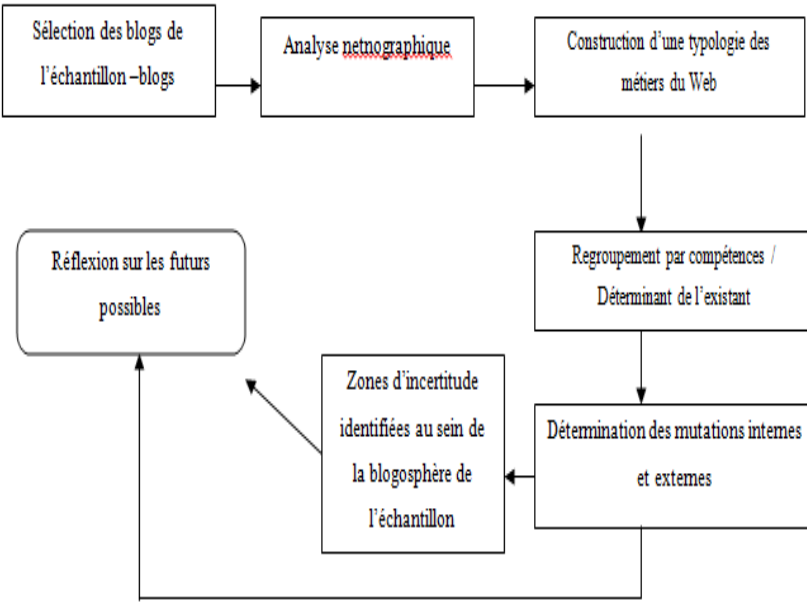 Sélection des blogs de
l'échantillon –blogs
Analyse netnographique
Construction d'une typologie des
métiers du Web
Regroupement par compétences /
Déterminant de l'existant
Détermination des mutations internes
et externes
Zones d'incertitude
identifiées au sein de
la blogosphère de
l'échantillon
Réflexion sur les futurs
possibles